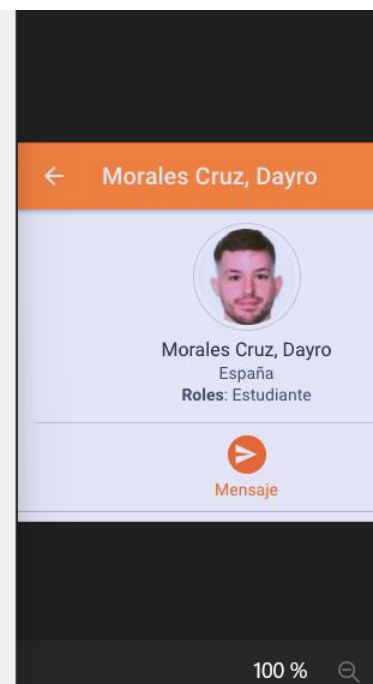 Morales Cruz, Dayro
Morales Cruz, Dayro
España
Roles: Estudiante
Mensaje
100 %